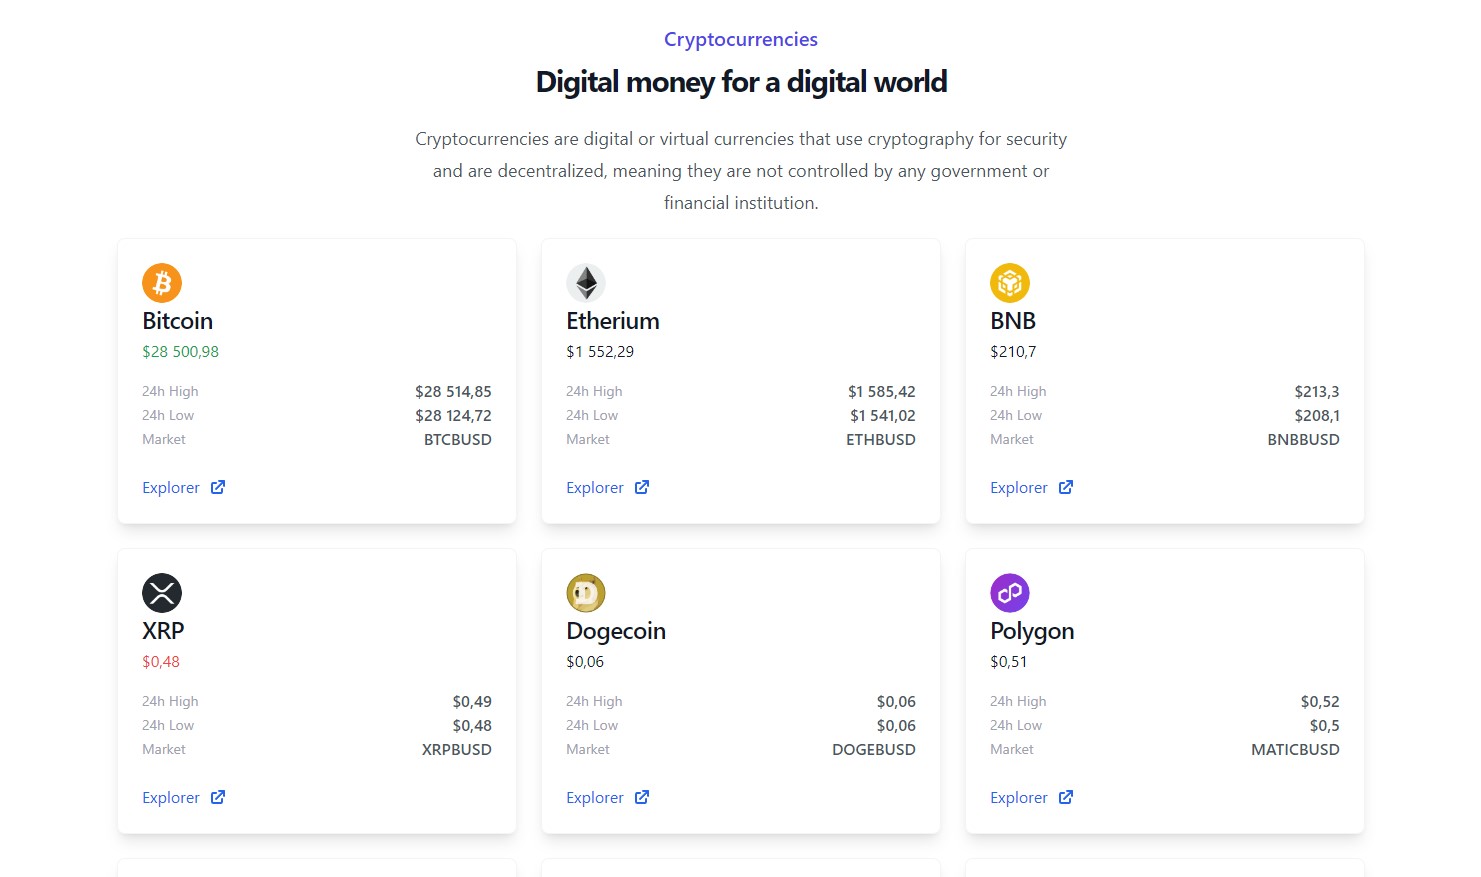 Cryptocurrencies
Digital money for a digital world
Cryptocurrencies are digital or virtual currencies that use cryptography for security
and are decentralized, meaning they are not controlled by any government or
financial institution.
Bitcoin
$28 500,98
24h High $28 514,85
24h Low $28 124,72
Market BTCBUSD
Explorer
Etherium
$1 552,29
24h High $1 585,42
24h Low $1 541,02
Market ETHBUSD
Explorer
BNB
$210,7
24h High $213,3
24h Low $208,1
Market BNBBUSD
Explorer
XRP
$0,48
24h High $0,49
24h Low $0,48
Market XRPBUSD
Explorer
Dogecoin
$0,06
24h High $0,06
24h Low $0,06
Market DOGEBUSD
Explorer
Polygon
$0,51
24h High $0,52
24h Low $0,5
Market MATICBUSD
Explorer